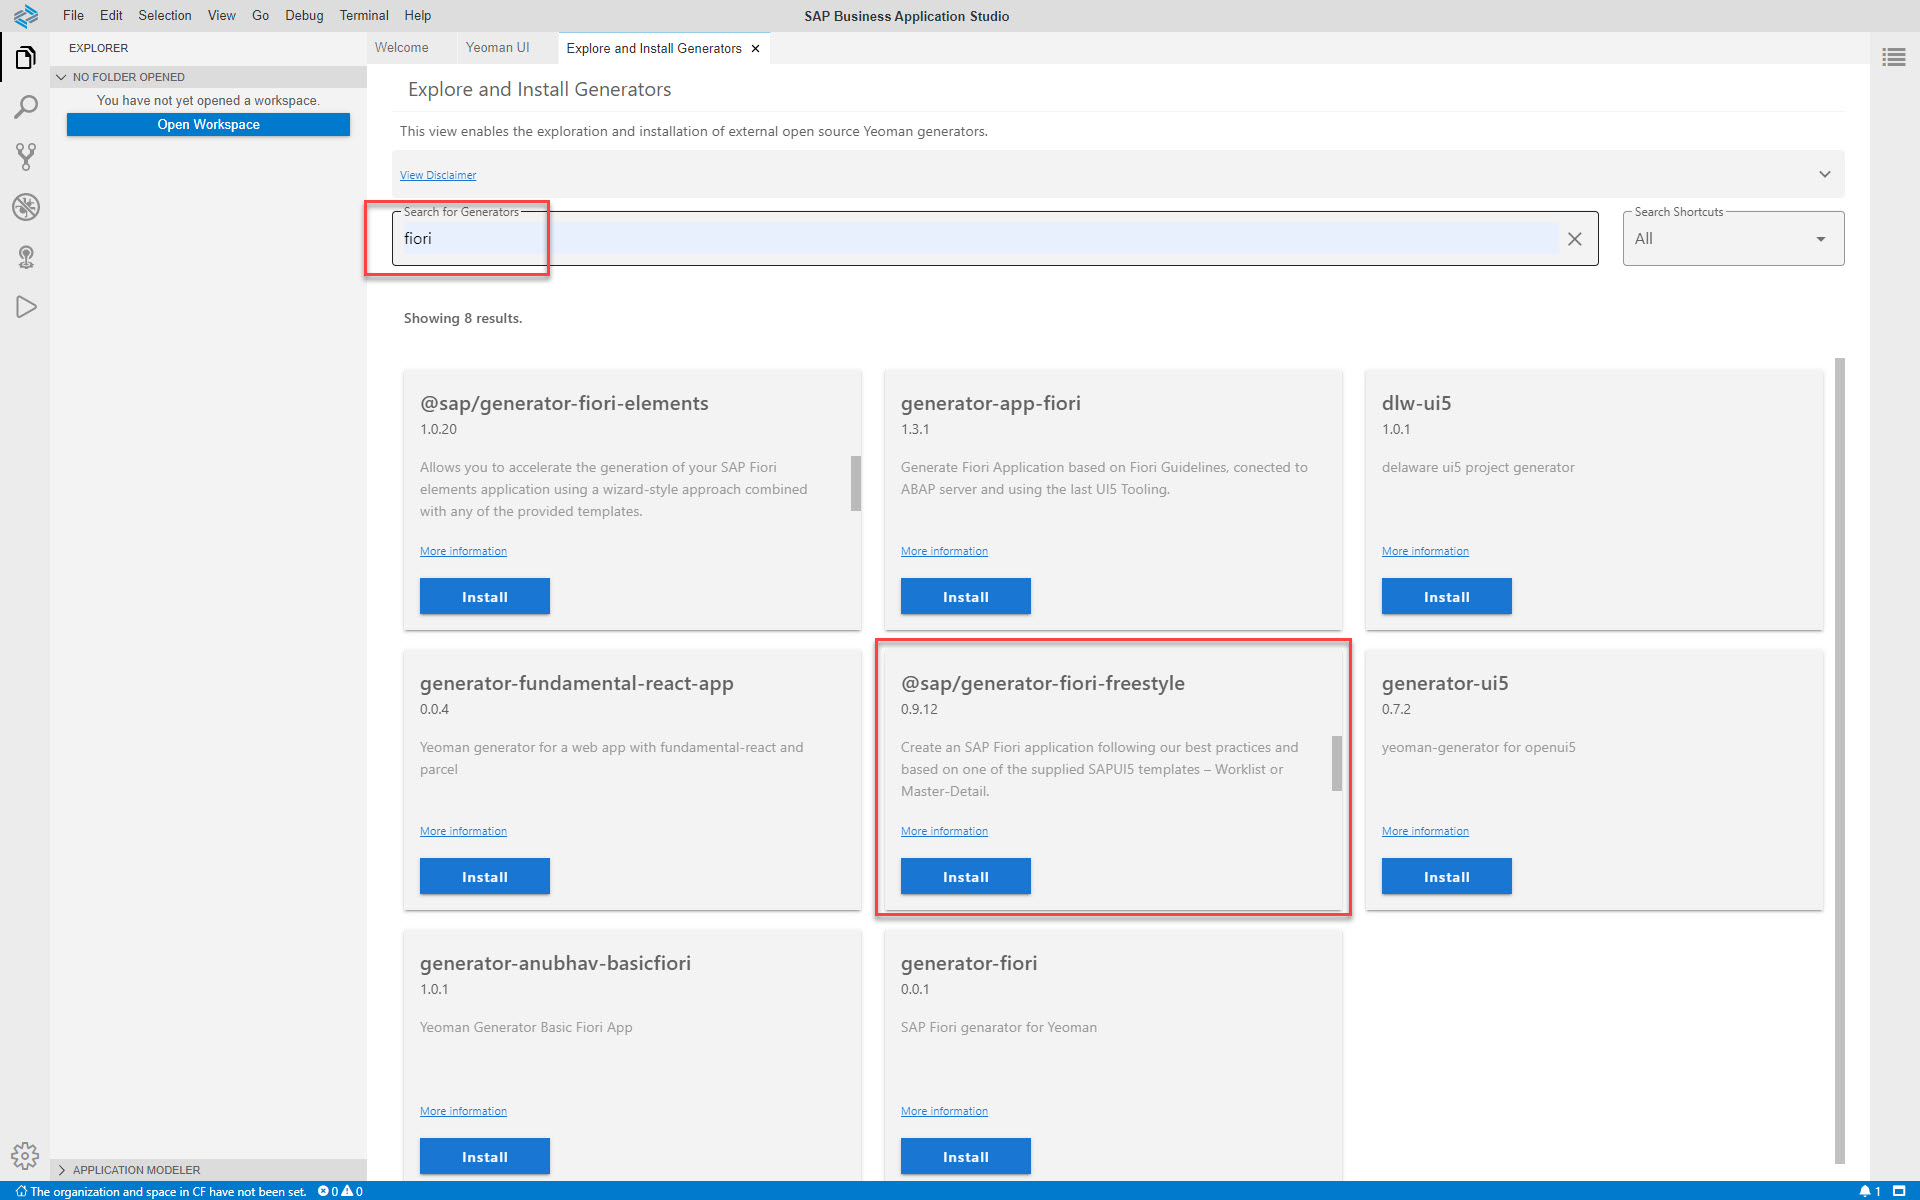 File Edit Selection View Go Debug Terminal Help
SAP Business Application Studio
EXPLORER
NO FOLDER OPENED
You have not yet opened a workspace.
Open Workspace
Welcome
Yeoman UI
Explore and Install Generators
Explore and Install Generators
This view enables the exploration and installation of external open source Yeoman generators.
View Disclaimer
Search for Generators
fiori
Search Shortcuts
All
Showing 8 results.
@sap/generator-fiori-elements
1.0.20
Allows you to accelerate the generation of your SAP Fiori
elements application using a wizard-style approach combined
with any of the provided templates.
More information
Install
generator-app-fiori
1.3.1
Generate Fiori Application based on Fiori Guidelines, conected to
ABAP server and using the last UI5 Tooling.
More information
Install
dlw-ui5
1.0.1
delaware ui5 project generator
More information
Install
generator-fundamental-react-app
0.0.4
Yeoman generator for a web app with fundamental-react and
parcel
More information
Install
@sap/generator-fiori-freestyle
0.9.12
Create an SAP Fiori application following our best practices and
based on one of the supplied SAPUI5 templates – Worklist or
Master-Detail.
More information
Install
generator-ui5
0.7.2
yeoman-generator for openui5
More information
Install
generator-anubhav-basicfiori
1.0.1
Yeoman Generator Basic Fiori App
More information
Install
generator-fiori
0.0.1
SAP Fiori genarator for Yeoman
More information
Install
APPLICATION MODELER
The organization and space in CF have not been set. 0 0
1